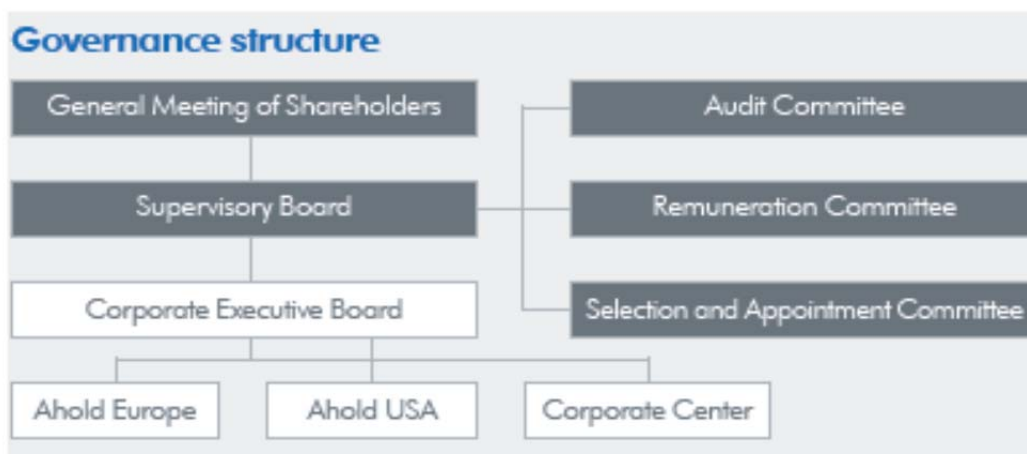 Governance structure
General Meeting of Shareholders
Audit Committee
Supervisory Board
Remuneration Committee
Corporate Executive Board
Selection and Appointment Committee
Ahold Europe
Ahold USA
Corporate Center